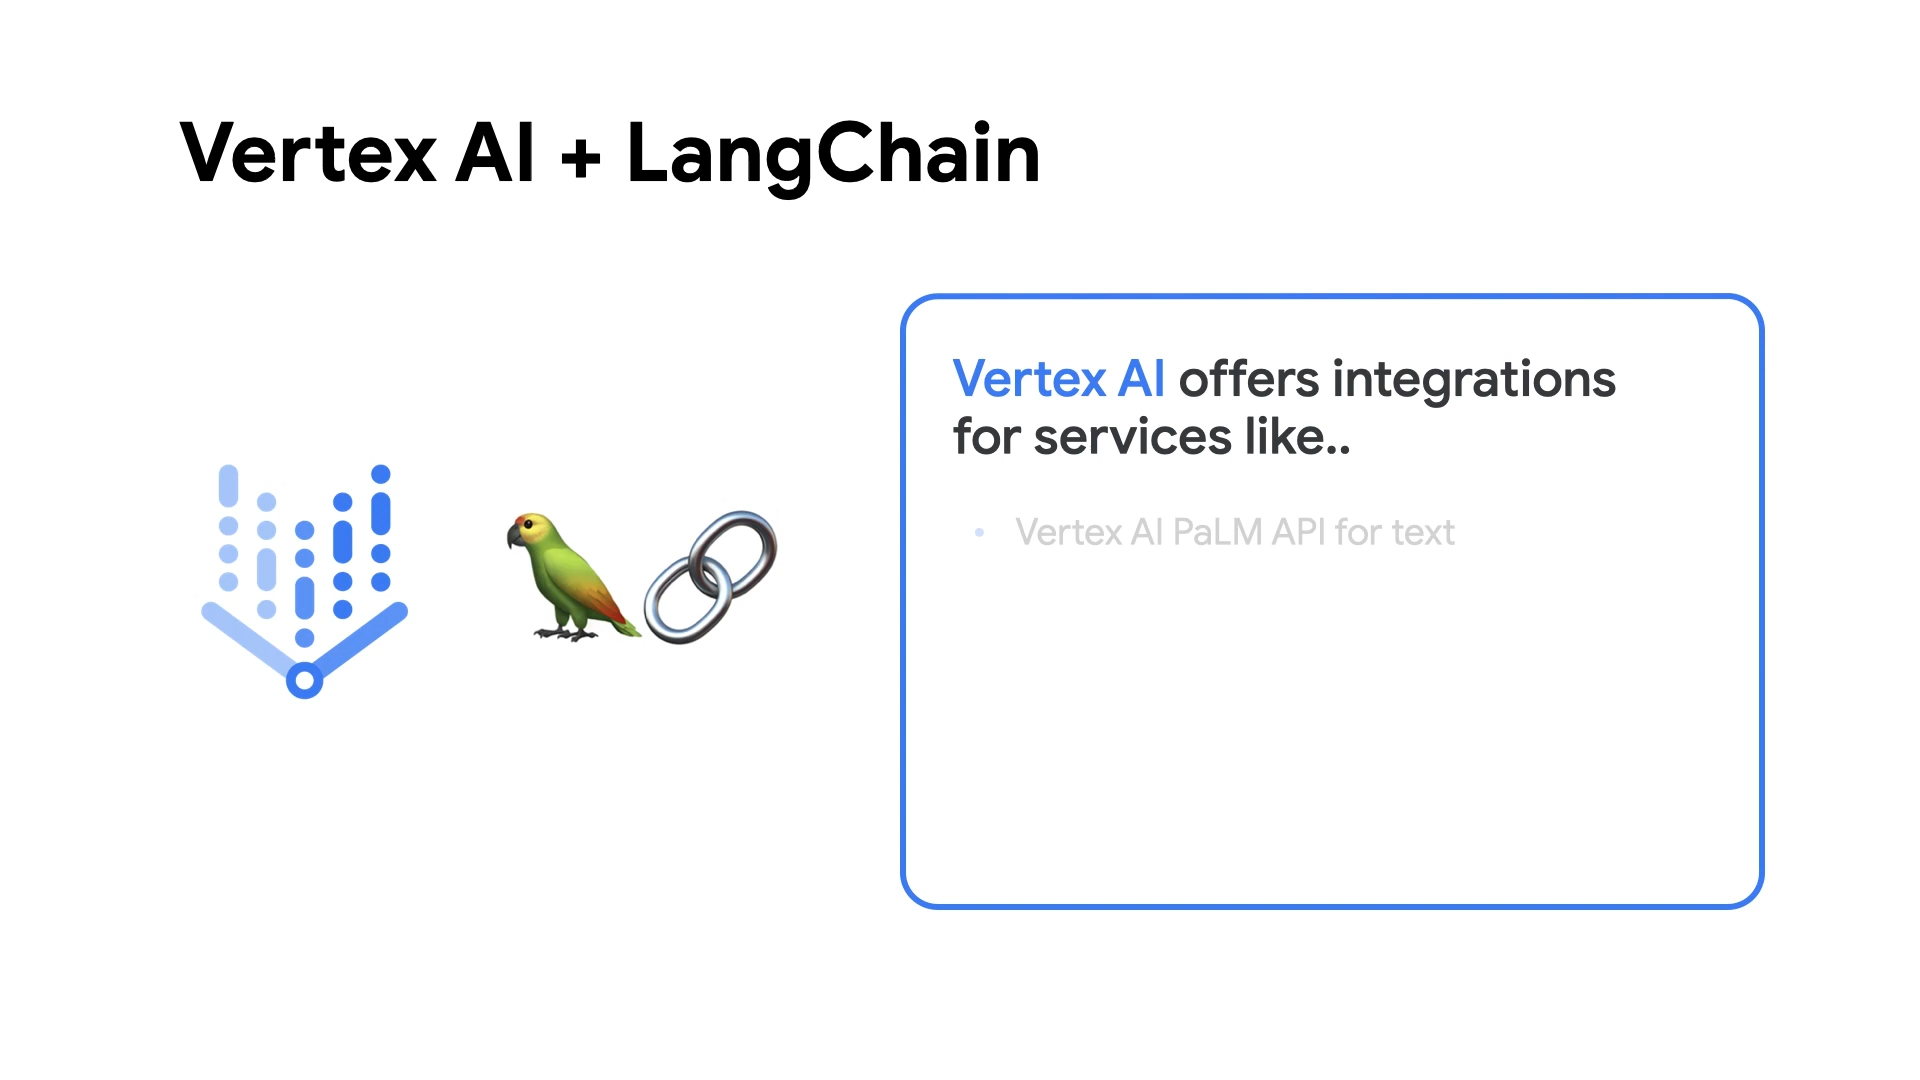 Vertex AI + LangChain
Vertex AI offers integrations
for services like..
• Vertex AI PaLM API for text